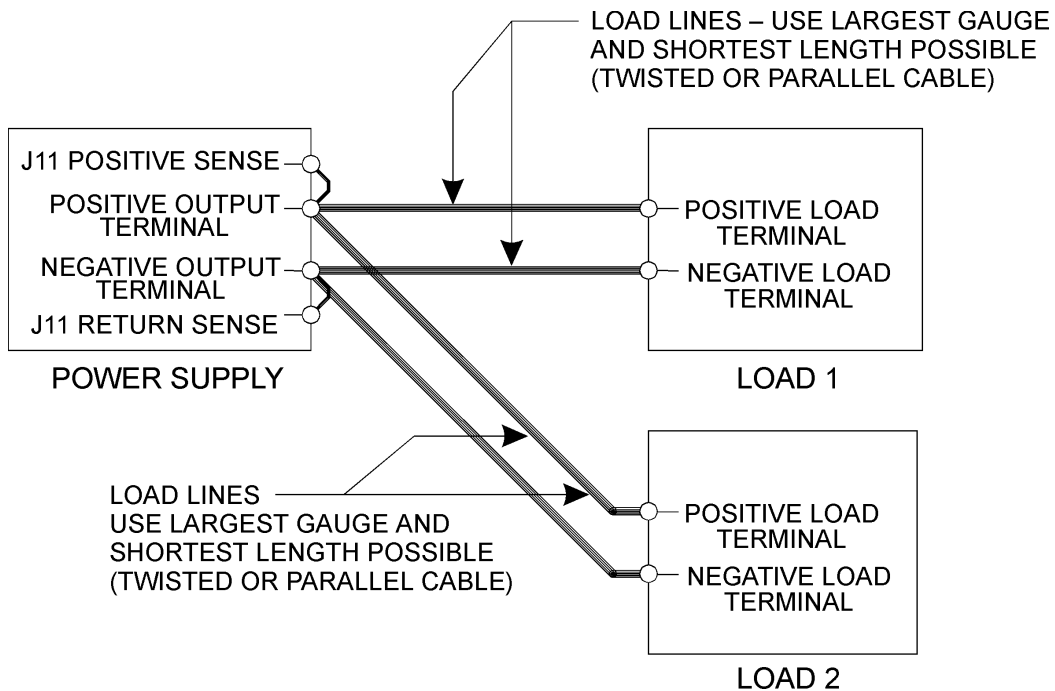 LOAD LINES – USE LARGEST GAUGE
AND SHORTEST LENGTH POSSIBLE
(TWISTED OR PARALLEL CABLE)
J11 POSITIVE SENSE
POSITIVE OUTPUT
TERMINAL
NEGATIVE OUTPUT
TERMINAL
J11 RETURN SENSE
POWER SUPPLY
POSITIVE LOAD
TERMINAL
NEGATIVE LOAD
TERMINAL
LOAD 1
LOAD LINES
USE LARGEST GAUGE AND
SHORTEST LENGTH POSSIBLE
(TWISTED OR PARALLEL CABLE)
POSITIVE LOAD
TERMINAL
NEGATIVE LOAD
TERMINAL
LOAD 2